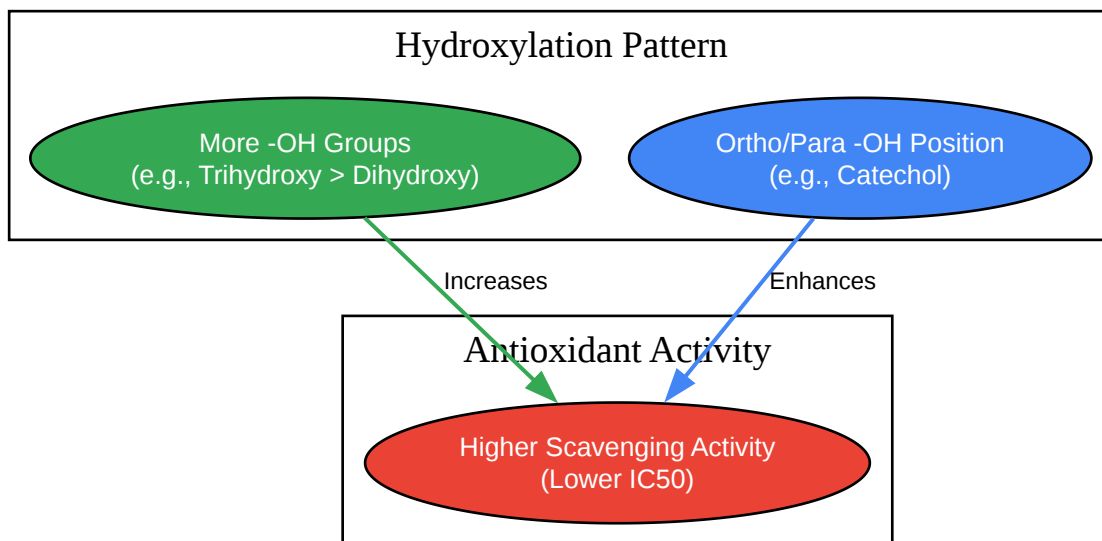 Hydroxylation Pattern
More -OH Groups
(e.g., Trihydroxy > Dihydroxy)
Ortho/Para -OH Position
(e.g., Catechol)
Increases
Enhances
Antioxidant Activity
Higher Scavenging Activity
(Lower IC50)